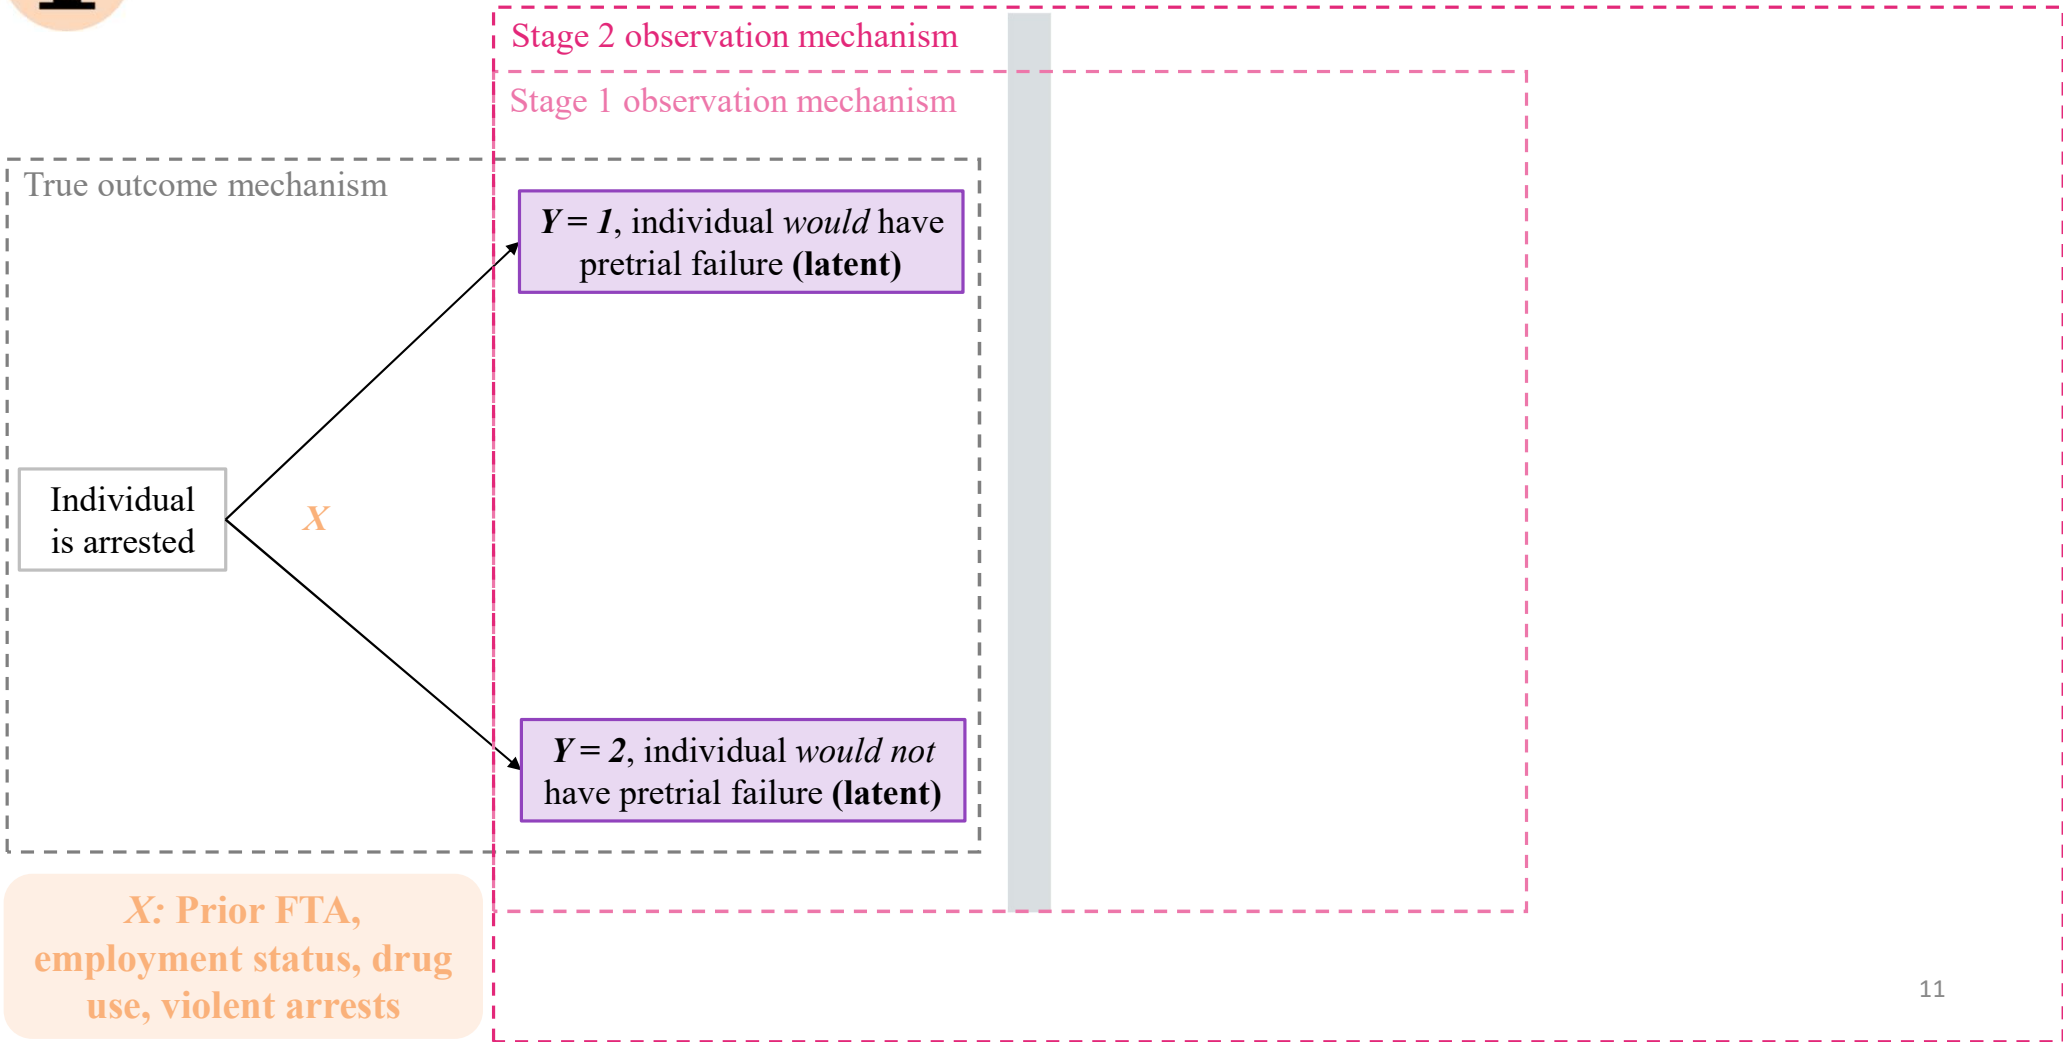 Stage 2 observation mechanism
Stage 1 observation mechanism
True outcome mechanism
Y = 1, individual would have
pretrial failure (latent)
Individual
is arrested
X
Y = 2, individual would not
have pretrial failure (latent)
X: Prior FTA,
employment status, drug
use, violent arrests
11